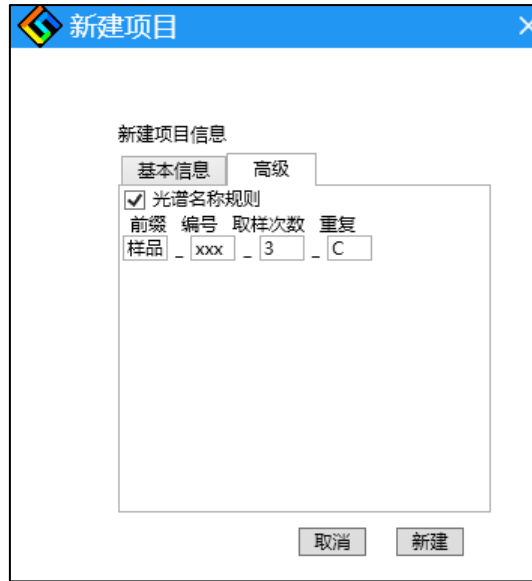 新建项目
新建项目信息
基本信息 高级
光谱名称规则
前缀 编号 取样次数 重复
样品 _ xxx _ 3 _ C
取消 新建